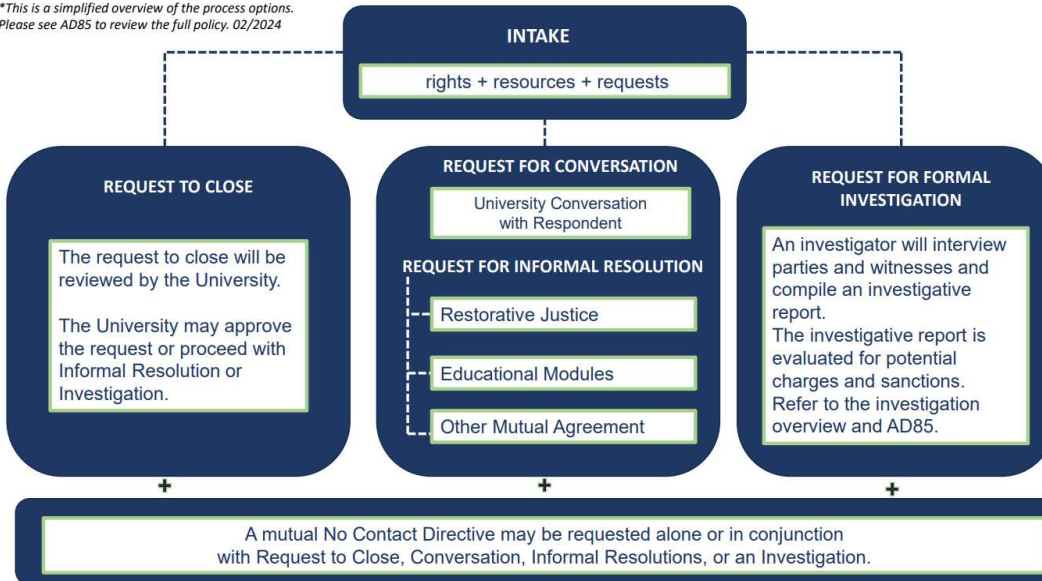 *This is a simplified overview of the process options.
Please see AD85 to review the full policy. 02/2024
INTAKE
rights + resources + requests
REQUEST TO CLOSE
The request to close will be
reviewed by the University.
The University may approve
the request or proceed with
Informal Resolution or
Investigation.
REQUEST FOR CONVERSATION
University Conversation
with Respondent
REQUEST FOR INFORMAL RESOLUTION
Restorative Justice
Educational Modules
Other Mutual Agreement
REQUEST FOR FORMAL
INVESTIGATION
An investigator will interview
parties and witnesses and
compile an investigative
report.
The investigative report is
evaluated for potential
charges and sanctions.
Refer to the investigation
overview and AD85.
+
+
+
A mutual No Contact Directive may be requested alone or in conjunction
with Request to Close, Conversation, Informal Resolutions, or an Investigation.